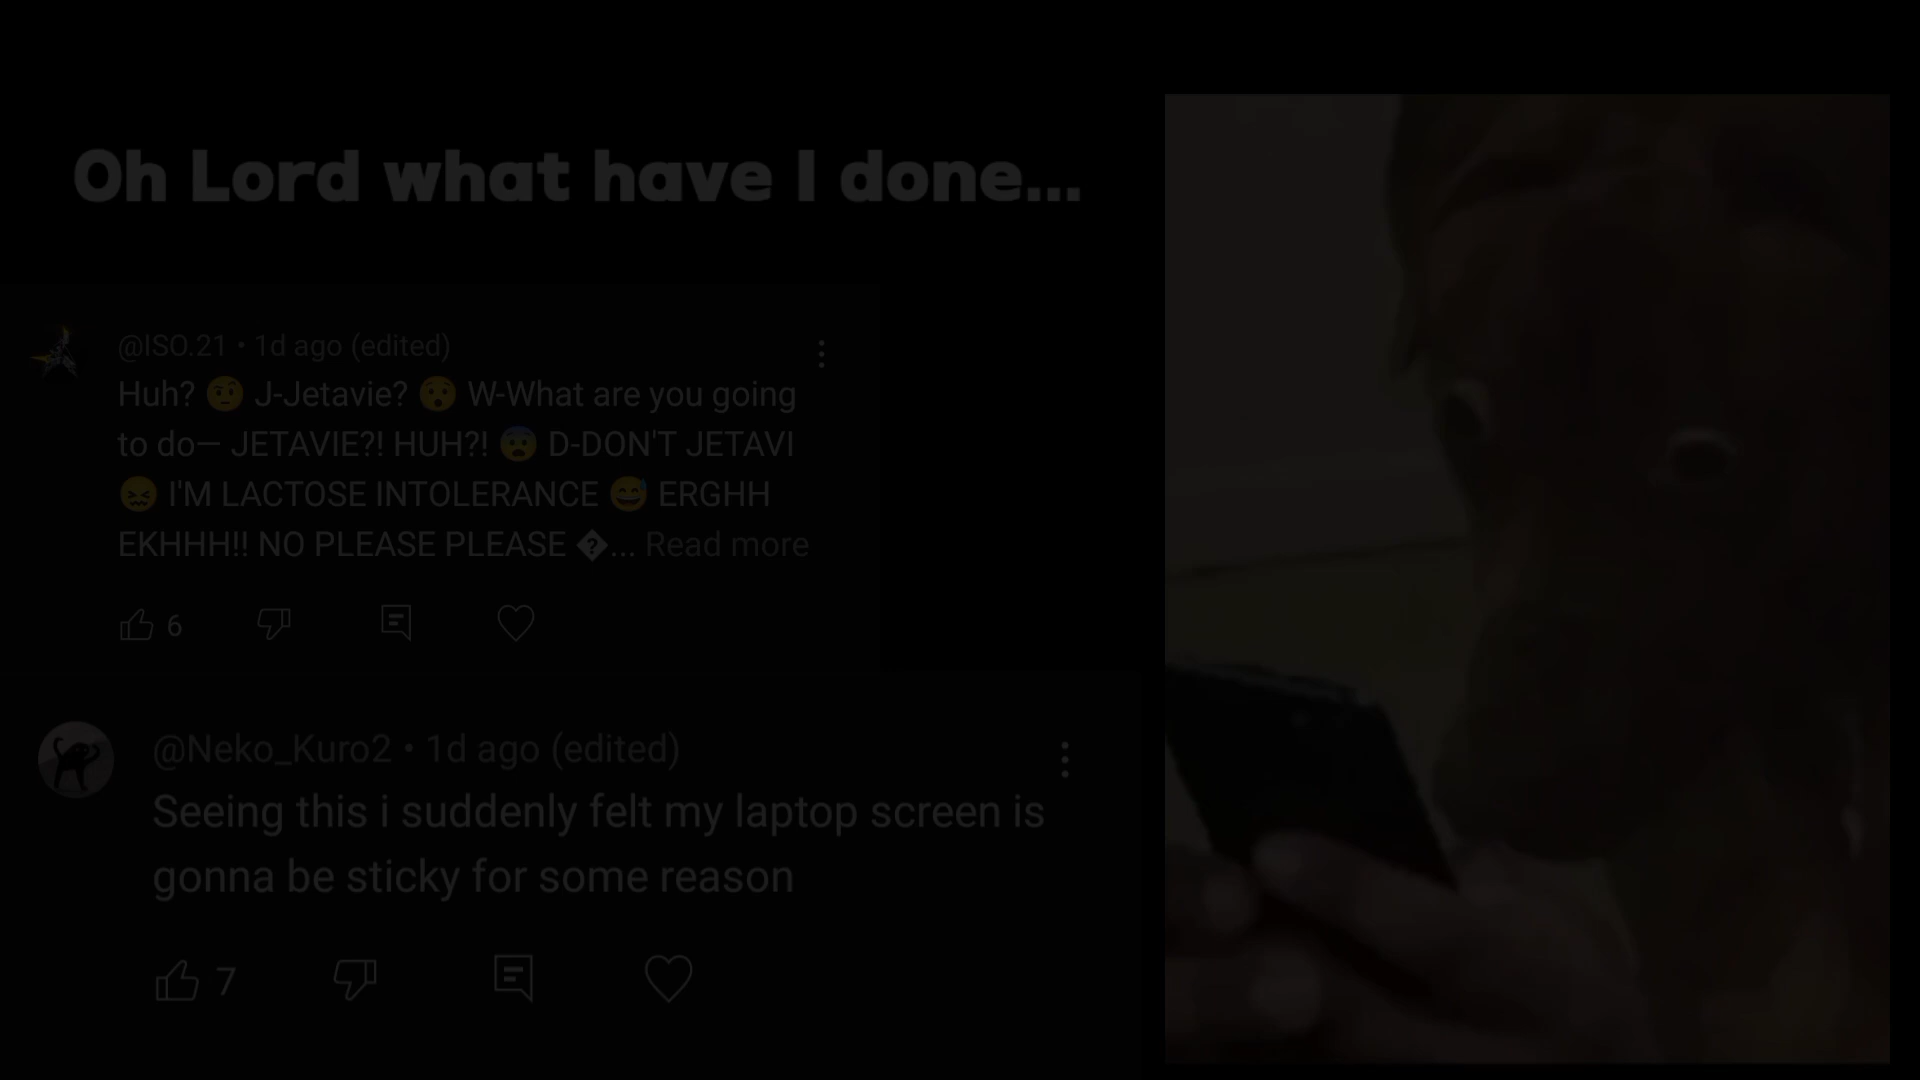 Oh Lord what have I done...
@ISO.21 • 1d ago (edited)
Huh? 🤨 J-Jetavie? 😯 W-What are you going
to do— JETAVIE?! HUH?! 😨 D-DON'T JETAVI
😖 I'M LACTOSE INTOLERANCE 😅 ERGHH
EKHHH!! NO PLEASE PLEASE �... Read more
6
@Neko_Kuro2 • 1d ago (edited)
Seeing this i suddenly felt my laptop screen is
gonna be sticky for some reason
7